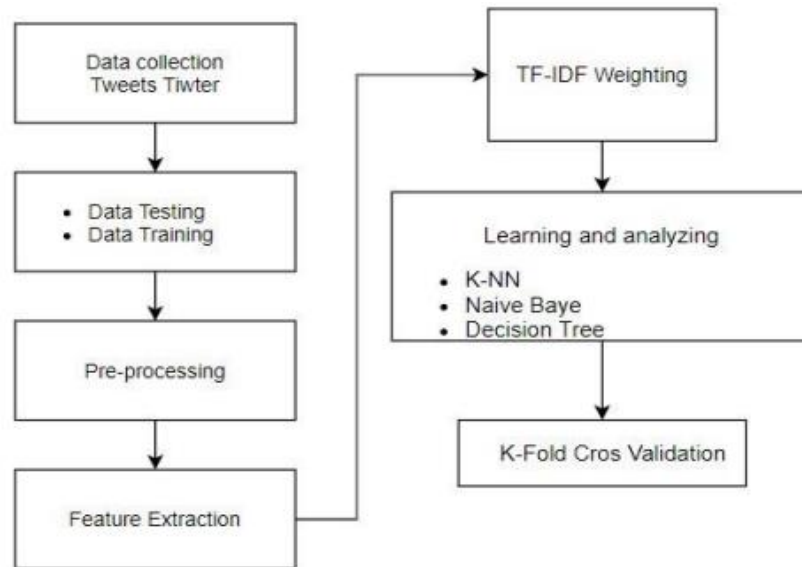 Data collection
Tweets Tiwter
• Data Testing
• Data Training
Pre-processing
Feature Extraction
TF-IDF Weighting
Learning and analyzing
• K-NN
• Naive Baye
• Decision Tree
K-Fold Cros Validation